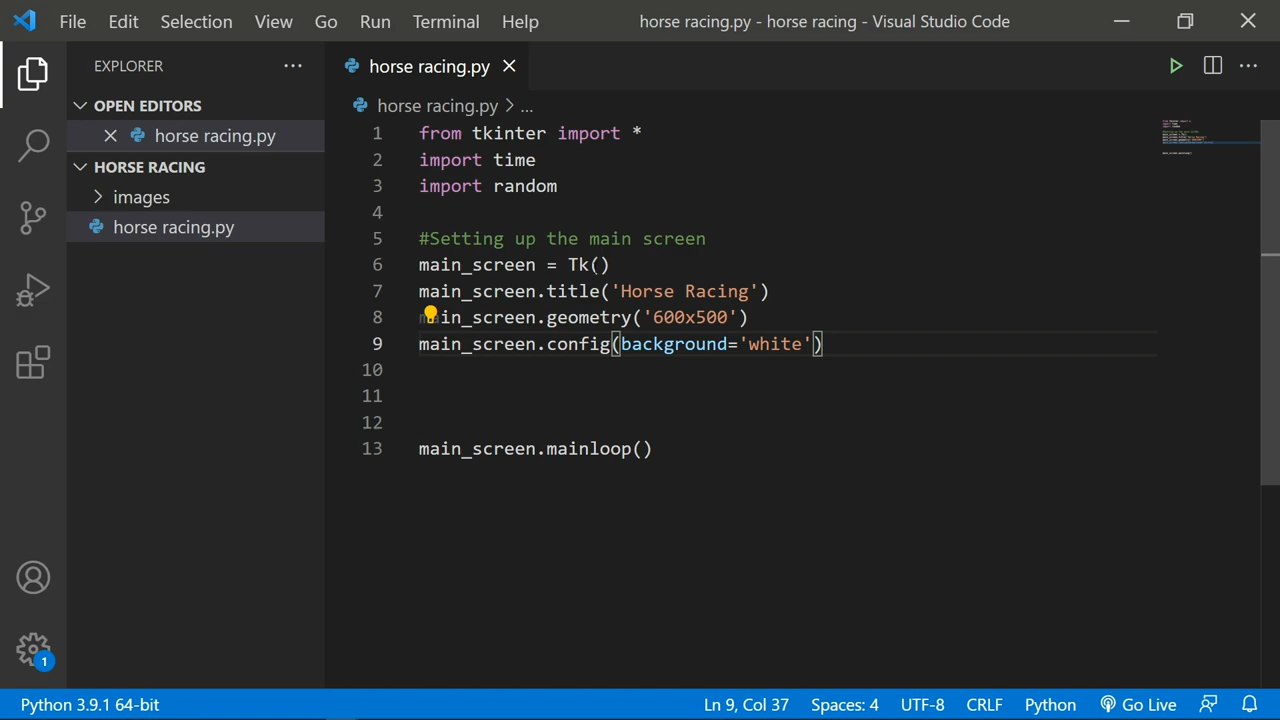 File Edit Selection View Go Run Terminal Help horse racing.py - horse racing - Visual Studio Code
EXPLORER
OPEN EDITORS
horse racing.py
HORSE RACING
images
horse racing.py
horse racing.py
horse racing.py > ...
1 from tkinter import *
2 import time
3 import random
4
5 #Setting up the main screen
6 main_screen = Tk()
7 main_screen.title('Horse Racing')
8 main_screen.geometry('600x500')
9 main_screen.config(background='white')
10
11
12
13 main_screen.mainloop()
1
Python 3.9.1 64-bit Ln 9, Col 37 Spaces: 4 UTF-8 CRLF Python Go Live